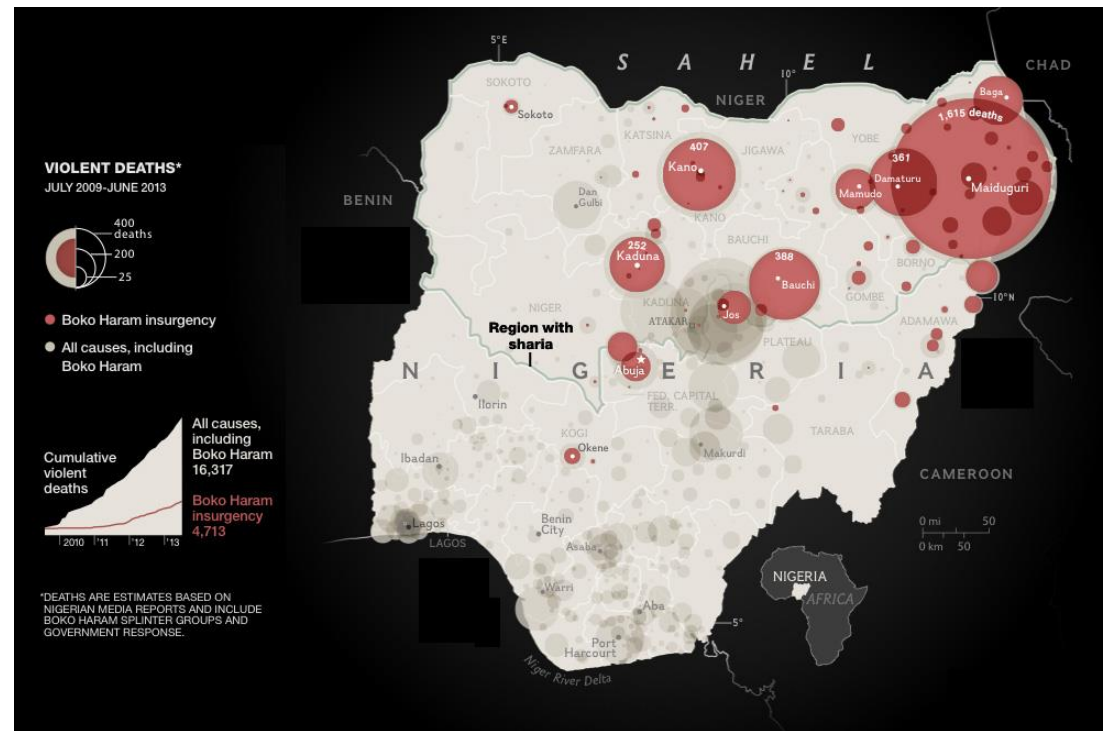 5°E
SAHEL
10°
CHAD
SOKOTO
Sokoto
NIGER
Baga
1,615 deaths
KATSINA
YOBE
ZAMFARA
407
JIGAWA
361
VIOLENT DEATHS*
JULY 2009-JUNE 2013
Kano
Damaturu
Mamudo
Maiduguri
Dan
Gulbi
BENIN
KANO
400
deaths
200
25
252
Kaduna
BAUCHI
388
Bauchi
BORNO
GOMBE
10°N
NIGER
KADUNA
ATAKAR
Jos
ADAMAWA
Boko Haram insurgency
All causes, including
Boko Haram
Region with
sharia
PLATEAU
Abuja
NIGERIA
FED. CAPITAL
TERR.
Ilorin
KOGI
Okene
TARABA
Makurdi
Ibadan
CAMEROON
All causes,
including
Boko Haram
16,317
Cumulative
violent
deaths
Boko Haram
insurgency
4,713
2010 '11 '12 '13
Lagos
LAGOS
Benin
City
Asaba
0 mi 50
0 km 50
Warri
Aba
NIGERIA
AFRICA
5°
Port
Harcourt
Niger River Delta
*DEATHS ARE ESTIMATES BASED ON
NIGERIAN MEDIA REPORTS AND INCLUDE
BOKO HARAM SPLINTER GROUPS AND
GOVERNMENT RESPONSE.